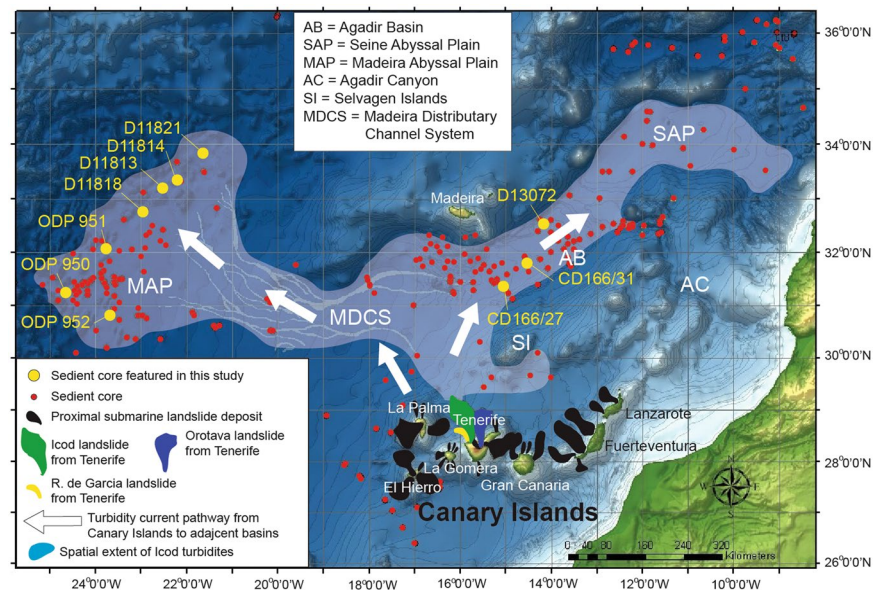 AB = Agadir Basin
SAP = Seine Abyssal Plain
MAP = Madeira Abyssal Plain
AC = Agadir Canyon
SI = Selvagen Islands
MDCS = Madeira Distributary
Channel System
36°0'0"N
34°0'0"N
32°0'0"N
30°0'0"N
28°0'0"N
26°0'0"N
D11821
D11814
D11813
D11818
ODP 951
ODP 950
MAP
ODP 952
SAP
Madeira
D13072
AB
CD166/31
AC
CD166/27
MDCS
SI
La Palma
Tenerife
Lanzarote
Fuerteventura
La Gomera
El Hierro
Gran Canaria
Canary Islands
Sedient core featured in this study
Sedient core
Proximal submarine landslide deposit
Icod landslide
from Tenerife
Orotava landslide
from Tenerife
R. de Garcia landslide
from Tenerife
Turbidity current pathway from
Canary Islands to adjacent basins
Spatial extent of Icod turbidites
N
W
E
S
0 40 80 160 240 320
Kilometers
24°0'0"W
22°0'0"W
20°0'0"W
18°0'0"W
16°0'0"W
14°0'0"W
12°0'0"W
10°0'0"W